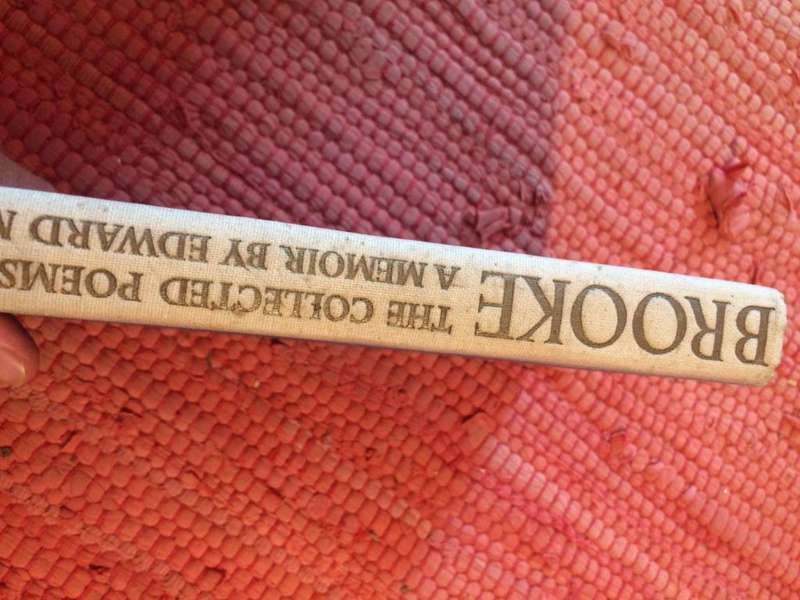 BROOKE
THE COLLECTED POEMS
A MEMOIR BY EDWARD